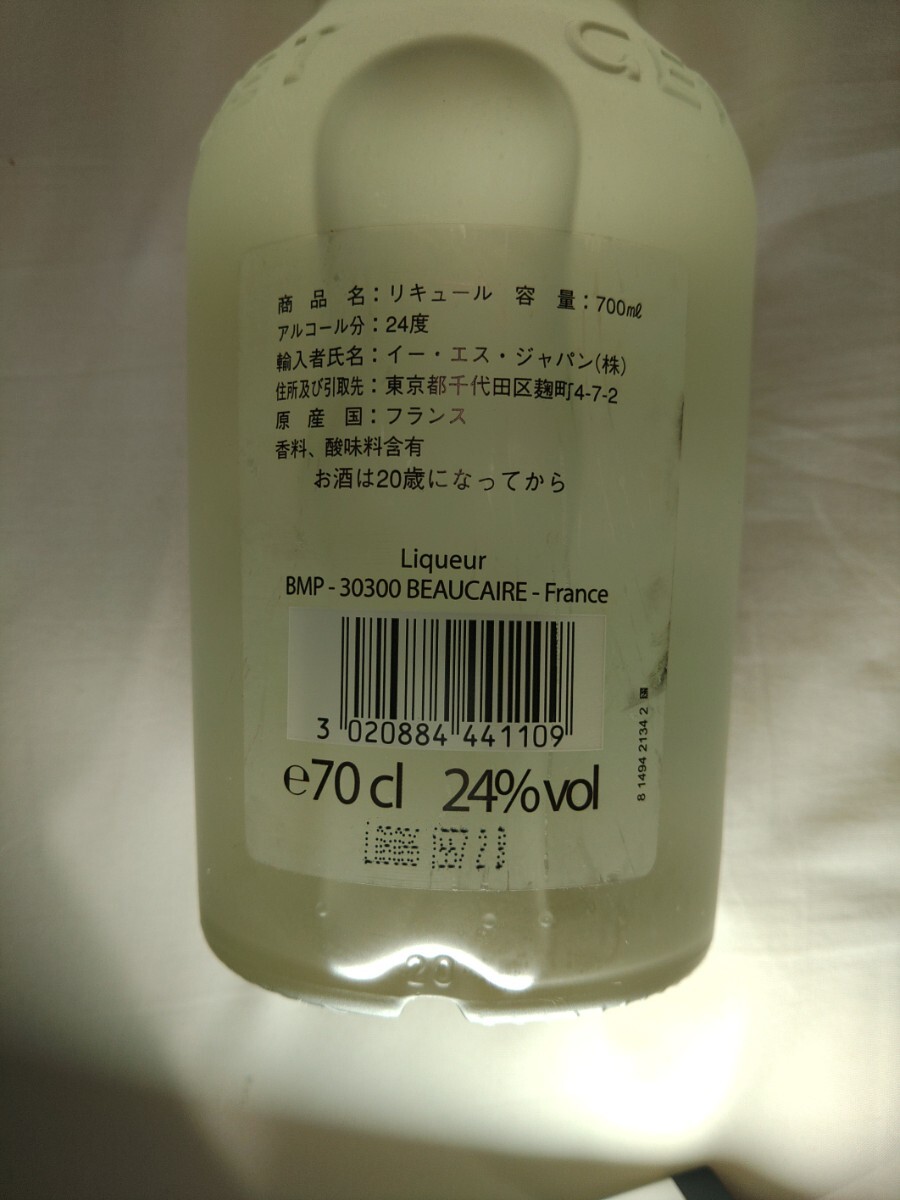 GET GE
商品名：リキュール 容量：700㎖
アルコール分：24度
輸入者氏名：イー・エス・ジャパン(株)
住所及び引取先：東京都千代田区麹町4-7-2
原産国：フランス
香料、酸味料含有
お酒は20歳になってから
Liqueur
BMP - 30300 BEAUCAIRE - France
3 020884 441109
8 1494 2134 2
℮70 cl 24%vol
20